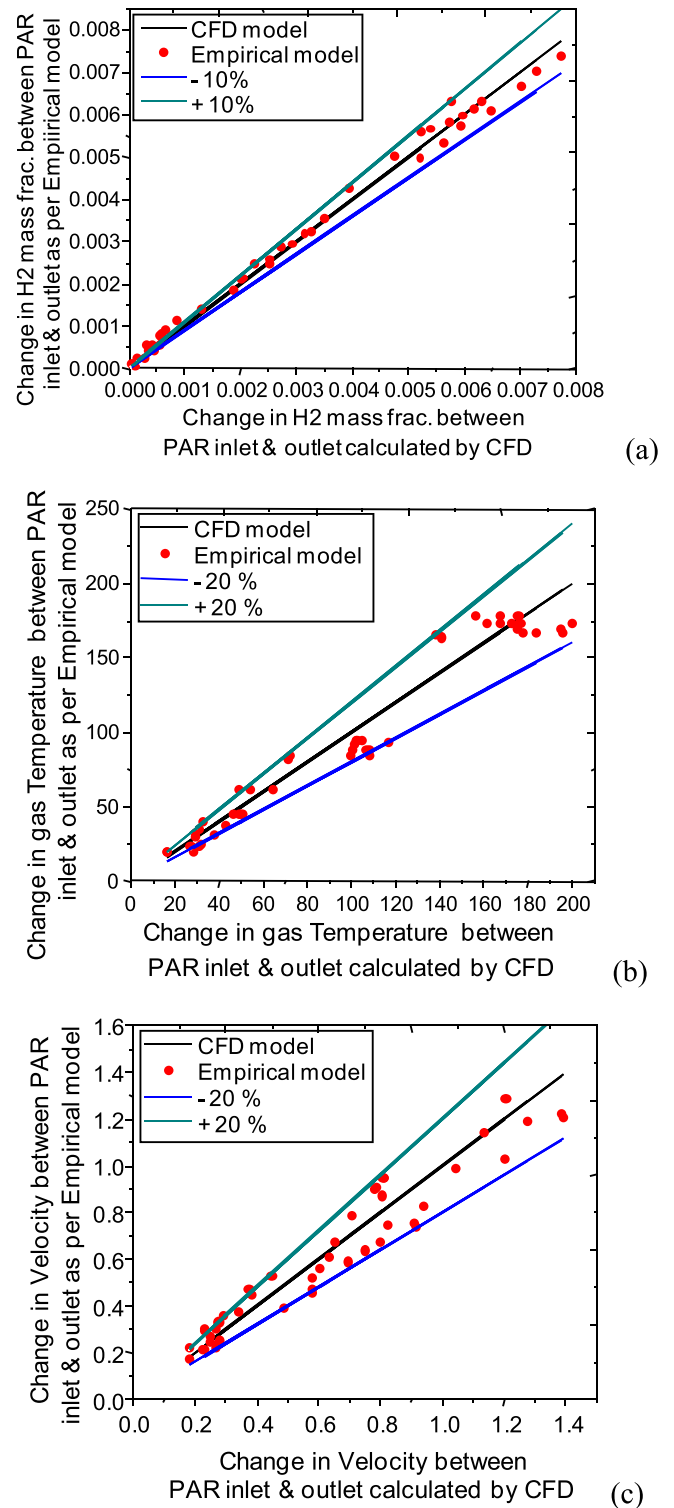 Change in H2 mass frac. between PAR
inlet & outlet as per Empiirical model
0.008
0.007
0.006
0.005
0.004
0.003
0.002
0.001
0.000
CFD model
Empirical model
-10%
+10%
0.000 0.001 0.002 0.003 0.004 0.005 0.006 0.007 0.008
Change in H2 mass frac. between
PAR inlet & outlet calculated by CFD
(a)
Change in gas Temperature between PAR
inlet & outlet as per Empirical model
250
200
150
100
50
0
CFD model
Empirical model
-20 %
+20 %
0 20 40 60 80 100 120 140 160 180 200
Change in gas Temperature between
PAR inlet & outlet calculated by CFD
(b)
Change in Velocity between PAR
inlet & outlet as per Empirical model
1.6
1.4
1.2
1.0
0.8
0.6
0.4
0.2
0.0
CFD model
Empirical model
-20 %
+20 %
0.0 0.2 0.4 0.6 0.8 1.0 1.2 1.4
Change in Velocity between
PAR inlet & outlet calculated by CFD
(c)